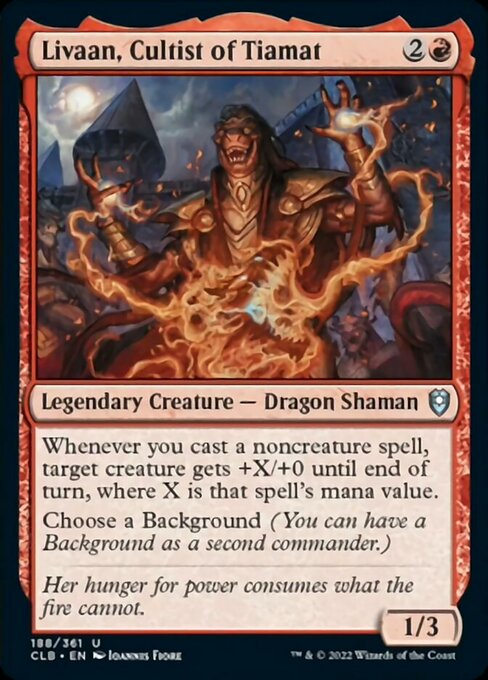 Livaan, Cultist of Tiamat 2
Legendary Creature — Dragon Shaman
Whenever you cast a noncreature spell,
target creature gets +X/+0 until end of
turn, where X is that spell's mana value.
Choose a Background (You can have a
Background as a second commander.)
Her hunger for power consumes what the
fire cannot.
1/3
188/361 U
CLB • EN Ioannis Fiore
™ & © 2022 Wizards of the Coast